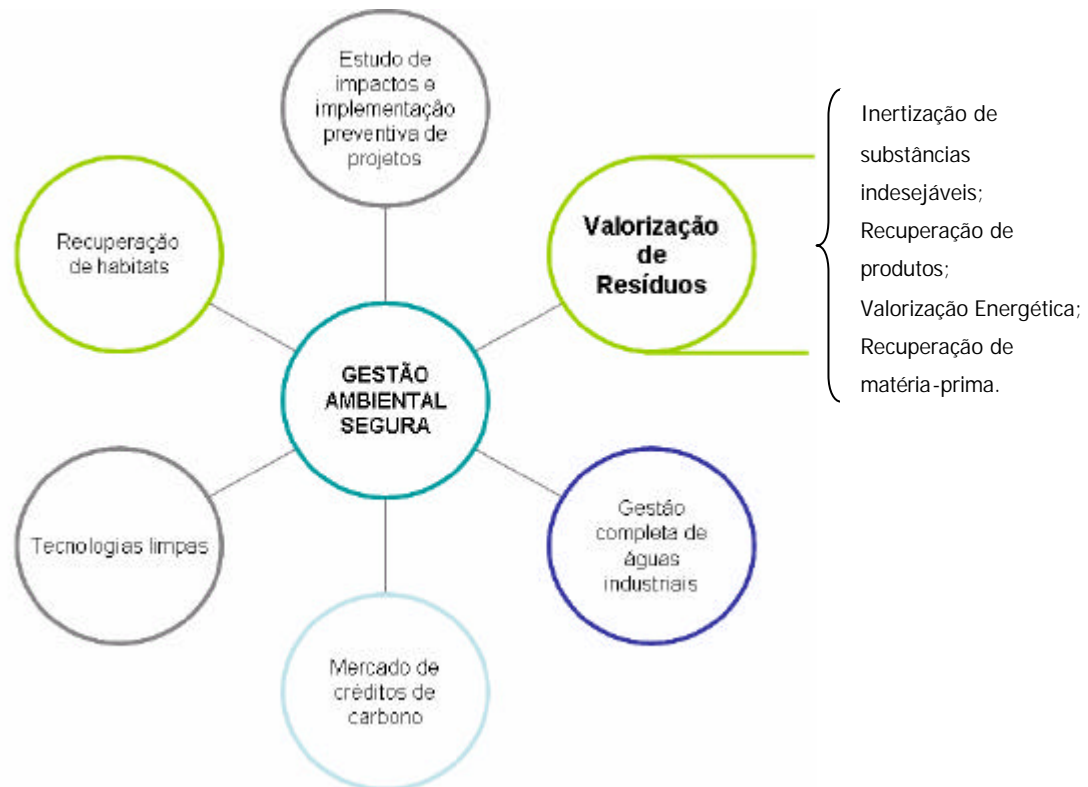 Estudo de
impactos e
implementação
preventiva de
projetos
Valorização
de
Resíduos
Inertização de
substâncias
indesejáveis;
Recuperação de
produtos;
Valorização Energética;
Recuperação de
matéria-prima.
Recuperação
de habitats
GESTÃO
AMBIENTAL
SEGURA
Tecnologias limpas
Gestão
completa de
águas
industriais
Mercado de
créditos de
carbono